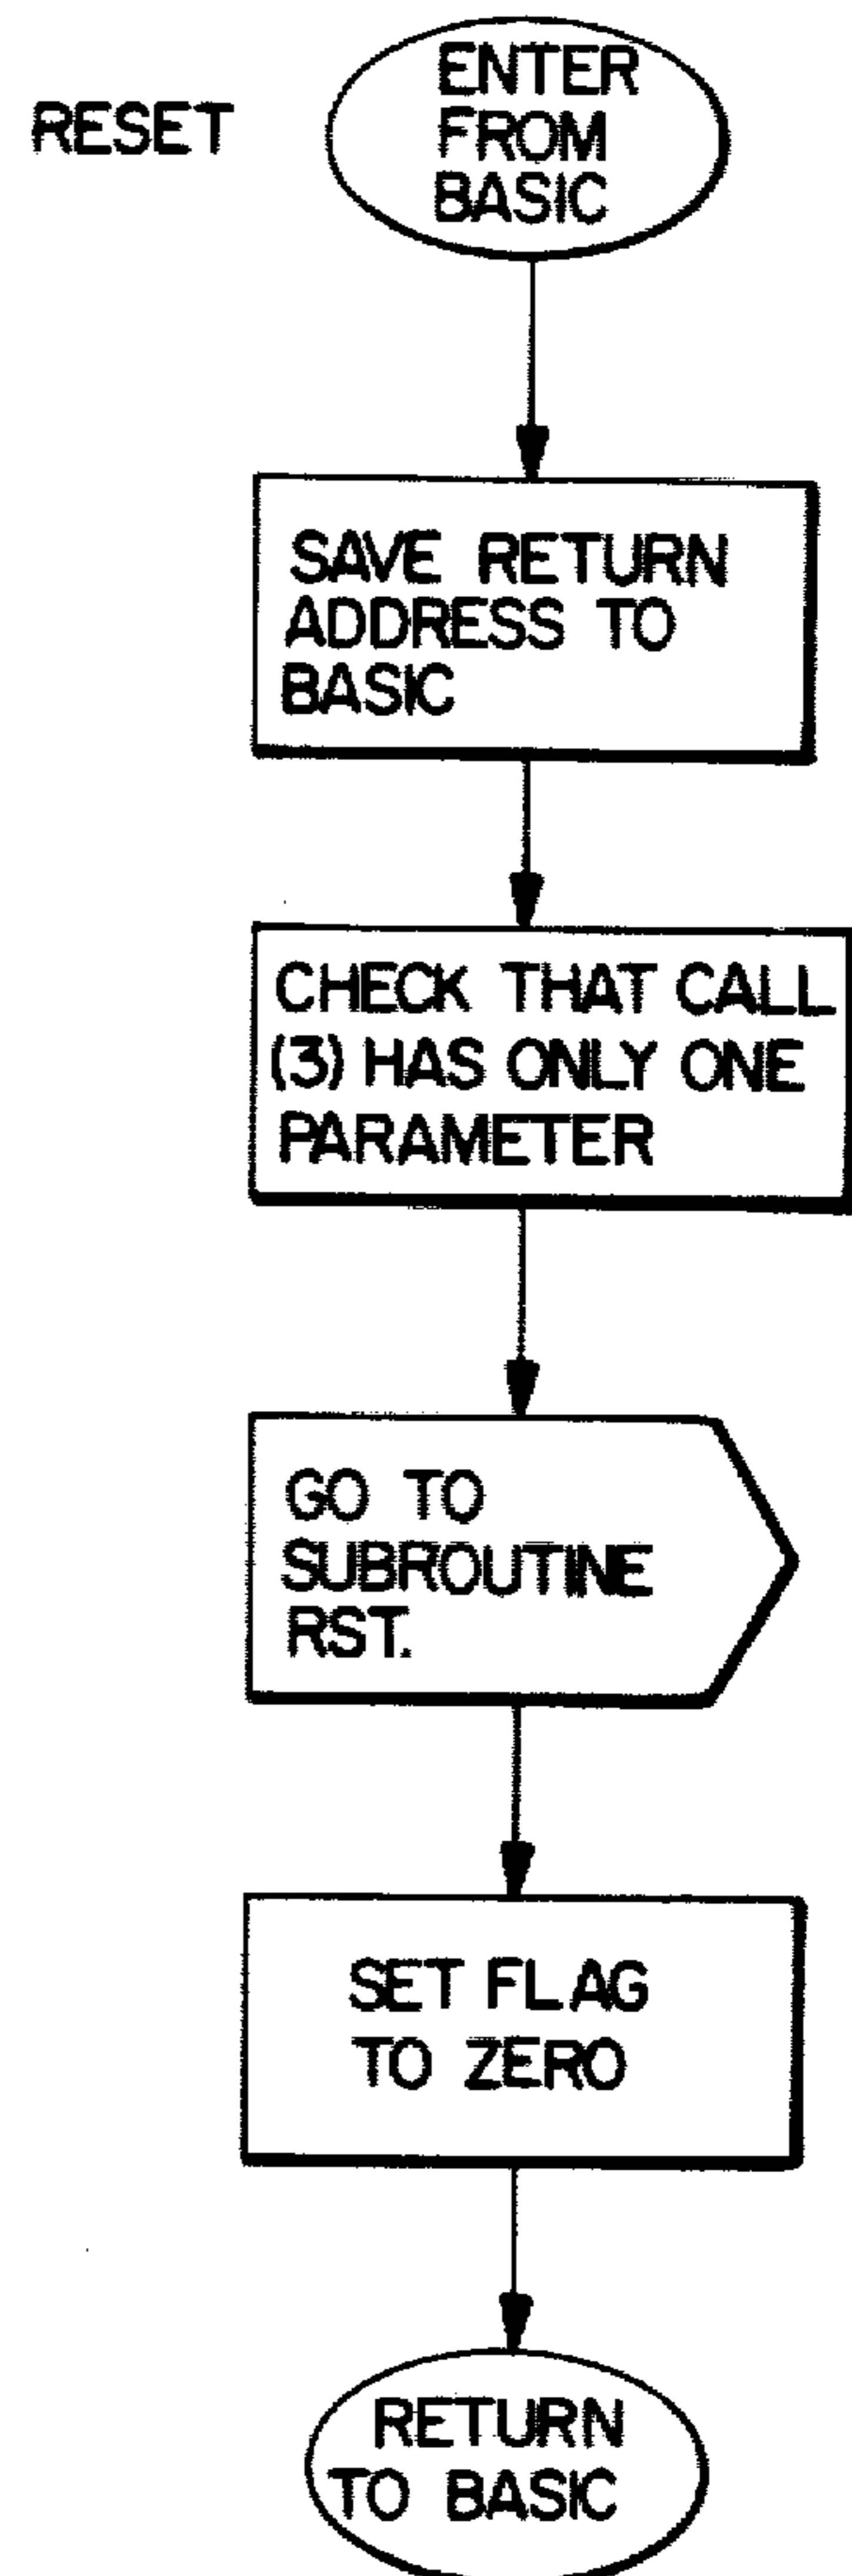 RESET
ENTER
FROM
BASIC
SAVE RETURN
ADDRESS TO
BASIC
CHECK THAT CALL
(3) HAS ONLY ONE
PARAMETER
GO TO
SUBROUTINE
RST.
SET FLAG
TO ZERO
RETURN
TO BASIC